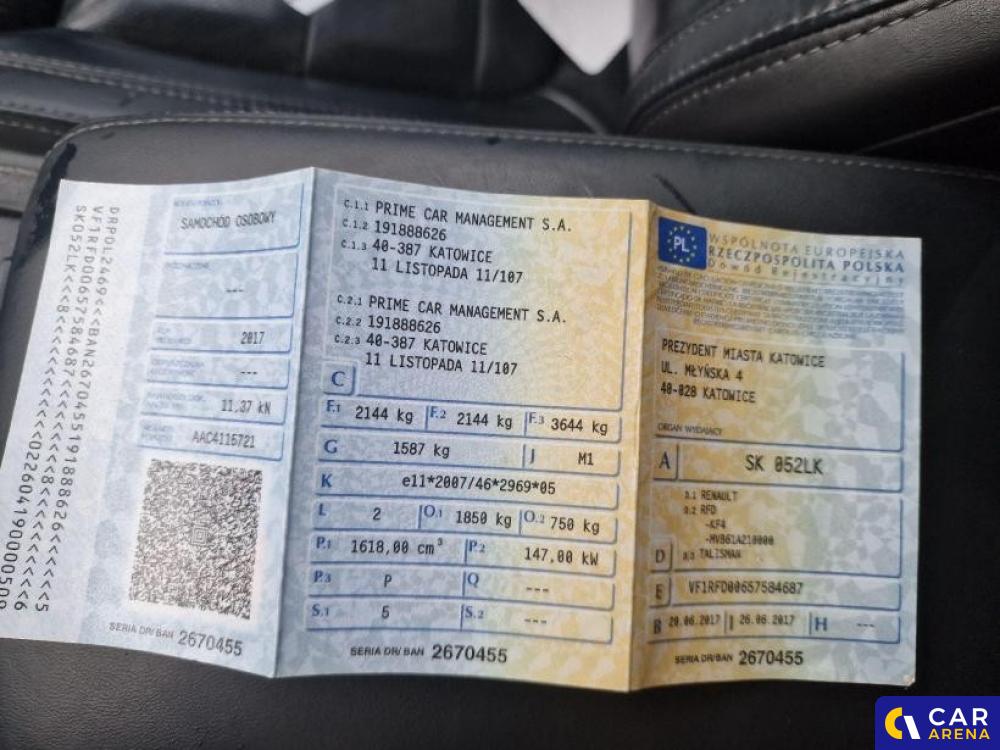 DRPOL2469<<BAN2670455191888626<<<<<<<5
SAMOCHÓD OSOBOWY
---
2017
---
11,37 kN
AAC4115721
SERIA DR/BAN 2670455
C.1.1 PRIME CAR MANAGEMENT S.A.
C.1.2 191888626
C.1.3 40-387 KATOWICE
11 LISTOPADA 11/107
C.2.1 PRIME CAR MANAGEMENT S.A.
C.2.2 191888626
C.2.3 40-387 KATOWICE
11 LISTOPADA 11/107
C
F.1 2144 kg F.2 2144 kg F.3 3644 kg
G 1587 kg J M1
K e11*2007/46*2969*05
L 2 O.1 1850 kg O.2 750 kg
P.1 1618,00 cm³ P.2 147,00 kW
P.3 P Q ---
S.1 5 S.2 ---
SERIA DR/BAN 2670455
PL
WSPÓLNOTA EUROPEJSKA
RZECZPOSPOLITA POLSKA
Dowód Rejestracyjny
PREZYDENT MIASTA KATOWICE
UL. MŁYŃSKA 4
40-028 KATOWICE
ORGAN WYDAJĄCY
A SK 052LK
D.1 RENAULT
D.2 RFD
-KF4
-MVB61A210000
D D.3 TALISMAN
E VF1RFD00657584687
B 20.06.2017 I 26.06.2017 H ---
SERIA DR/BAN 2670455
CAR
ARENA